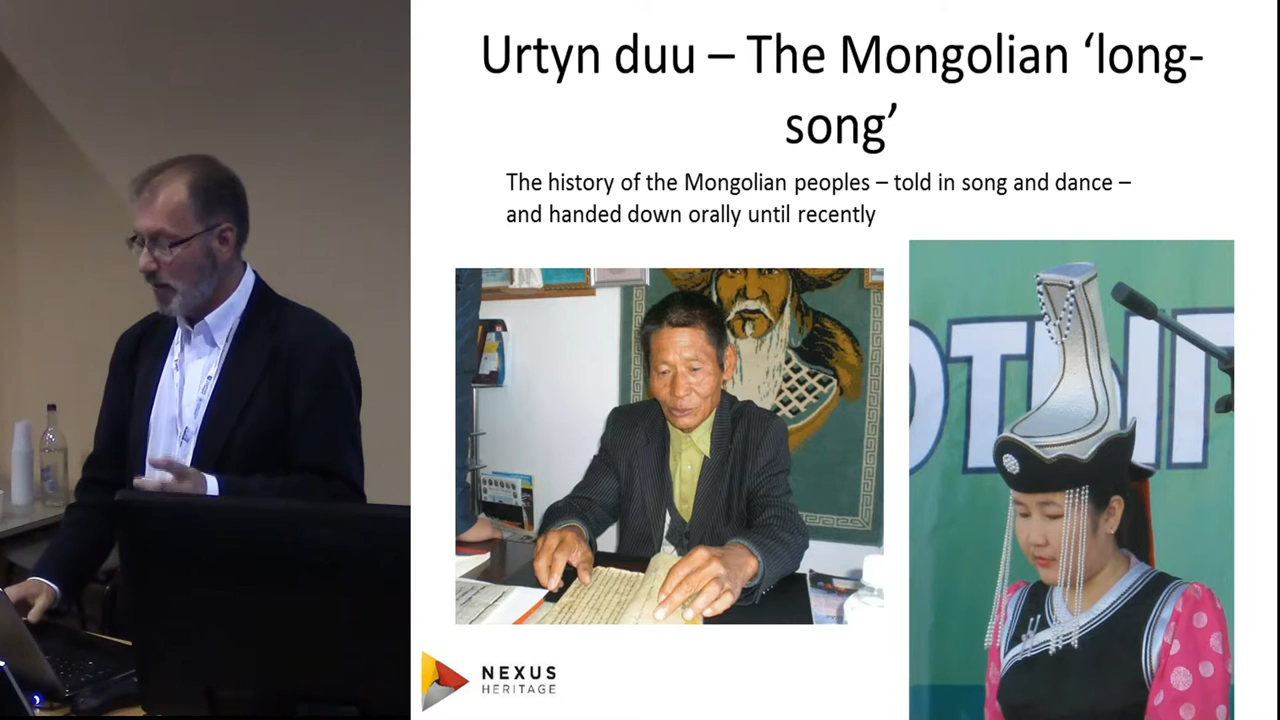 Urtyn duu – The Mongolian ‘long-
song’
The history of the Mongolian peoples – told in song and dance –
and handed down orally until recently
NEXUS
HERITAGE